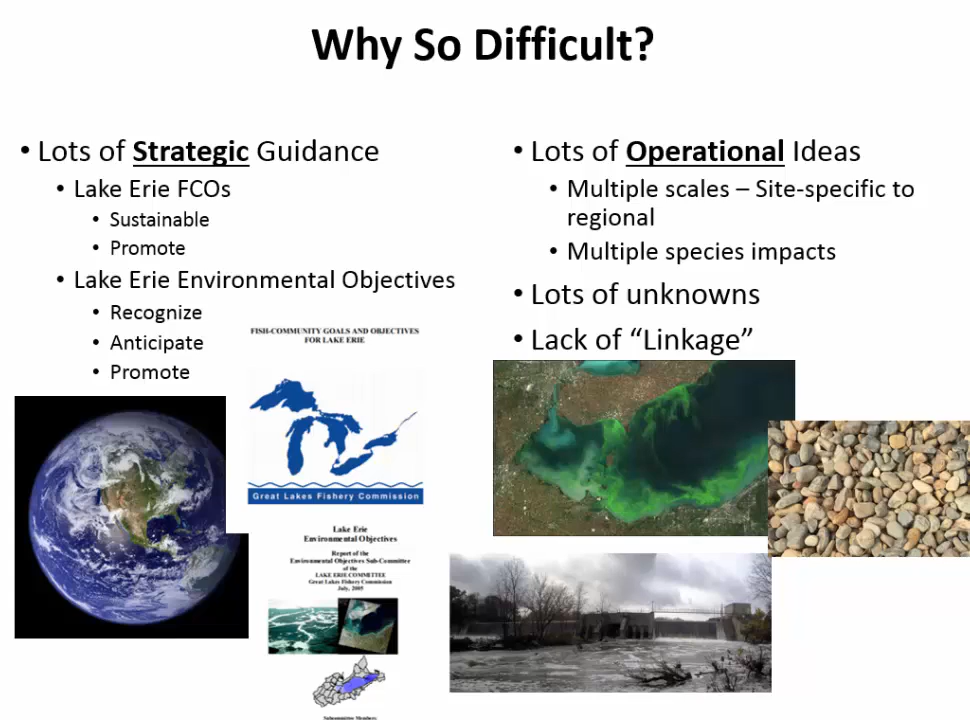 Why So Difficult?
• Lots of Strategic Guidance
• Lake Erie FCOs
• Sustainable
• Promote
• Lake Erie Environmental Objectives
• Recognize
• Anticipate
• Promote
• Lots of Operational Ideas
• Multiple scales – Site-specific to
regional
• Multiple species impacts
• Lots of unknowns
• Lack of “Linkage”
FISH-COMMUNITY GOALS AND OBJECTIVES
FOR LAKE ERIE
Great Lakes Fishery Commission
Lake Erie
Environmental Objectives
Report of the
Environmental Objectives Sub-Committee
of the
LAKE ERIE COMMITTEE
Great Lakes Fishery Commission
July, 2005
Subcommittee Members